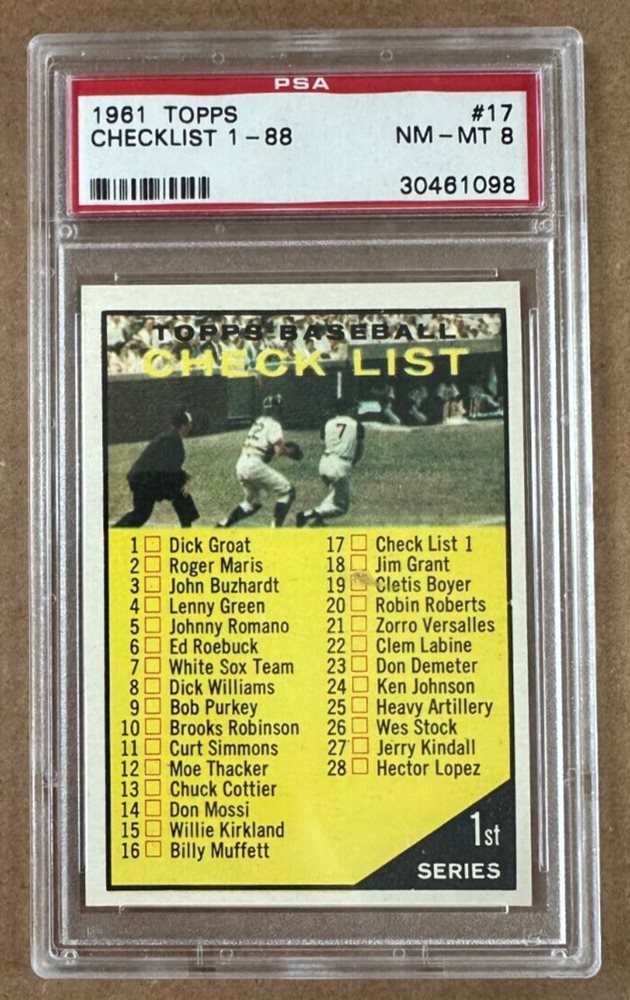 PSA
1961 TOPPS #17
CHECKLIST 1-88 NM-MT 8
30461098
TOPPS BASEBALL
CHECK LIST
2 7
1 Dick Groat
2 Roger Maris
3 John Buzhardt
4 Lenny Green
5 Johnny Romano
6 Ed Roebuck
7 White Sox Team
8 Dick Williams
9 Bob Purkey
10 Brooks Robinson
11 Curt Simmons
12 Moe Thacker
13 Chuck Cottier
14 Don Mossi
15 Willie Kirkland
16 Billy Muffett
17 Check List 1
18 Jim Grant
19 Cletis Boyer
20 Robin Roberts
21 Zorro Versalles
22 Clem Labine
23 Don Demeter
24 Ken Johnson
25 Heavy Artillery
26 Wes Stock
27 Jerry Kindall
28 Hector Lopez
1st
SERIES